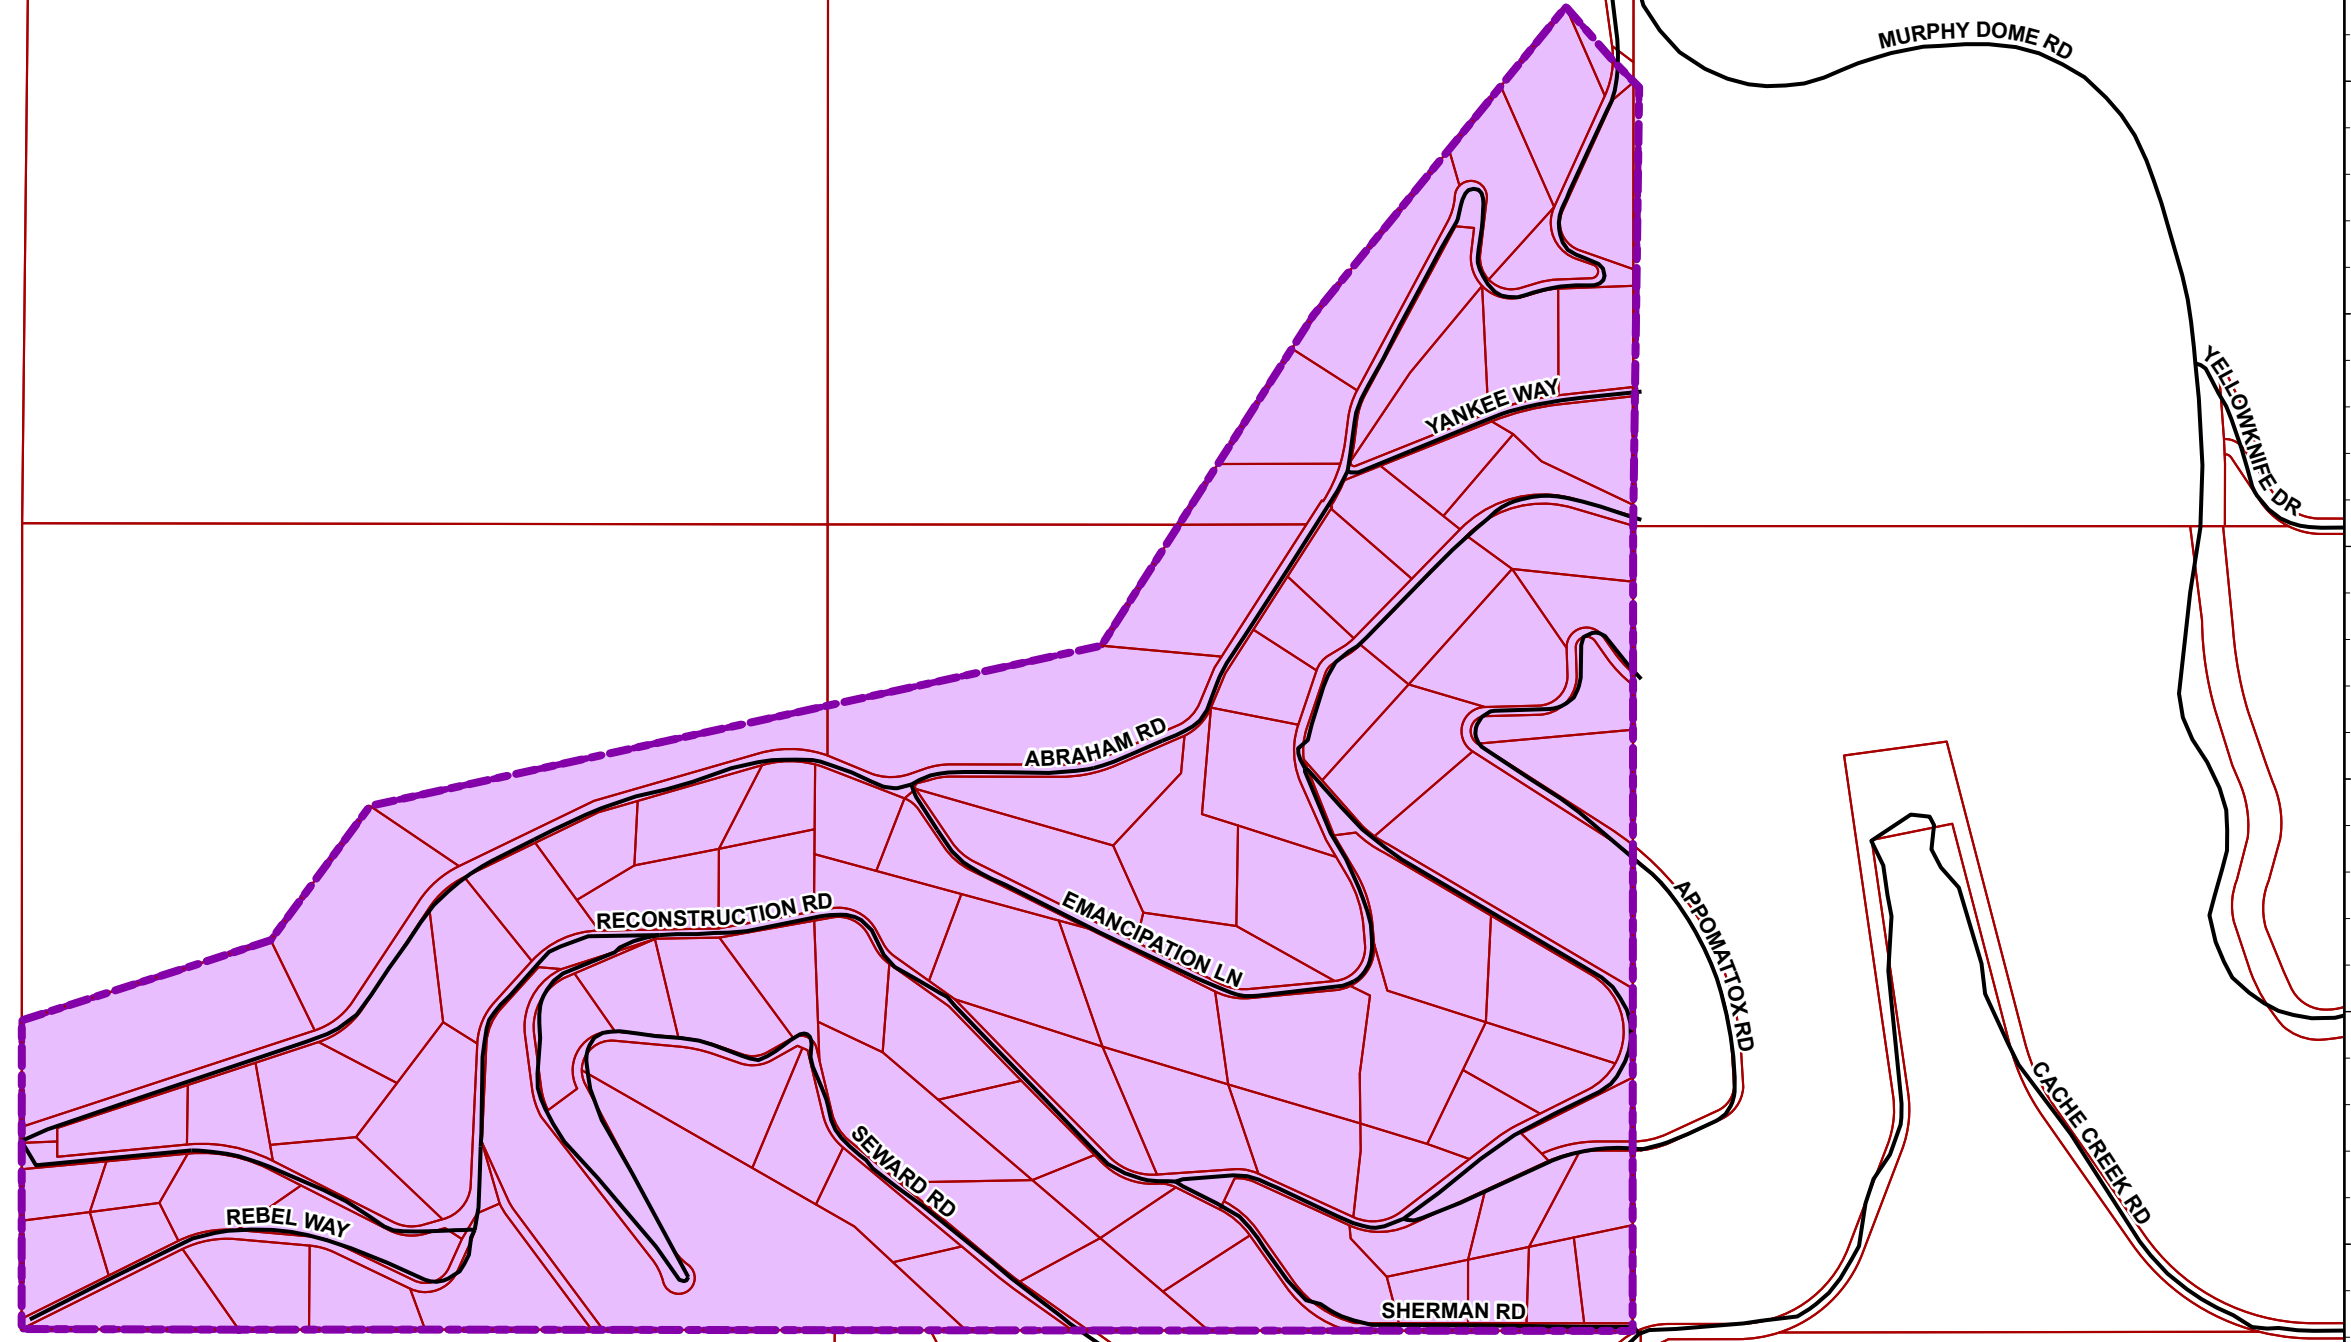 MURPHY DOME RD
YELLOWKNIFE DR
YANKEE WAY
ABRAHAM RD
RECONSTRUCTION RD
EMANCIPATION LN
APPOMATTOX RD
CACHE CREEK RD
SEWARD RD
REBEL WAY
SHERMAN RD